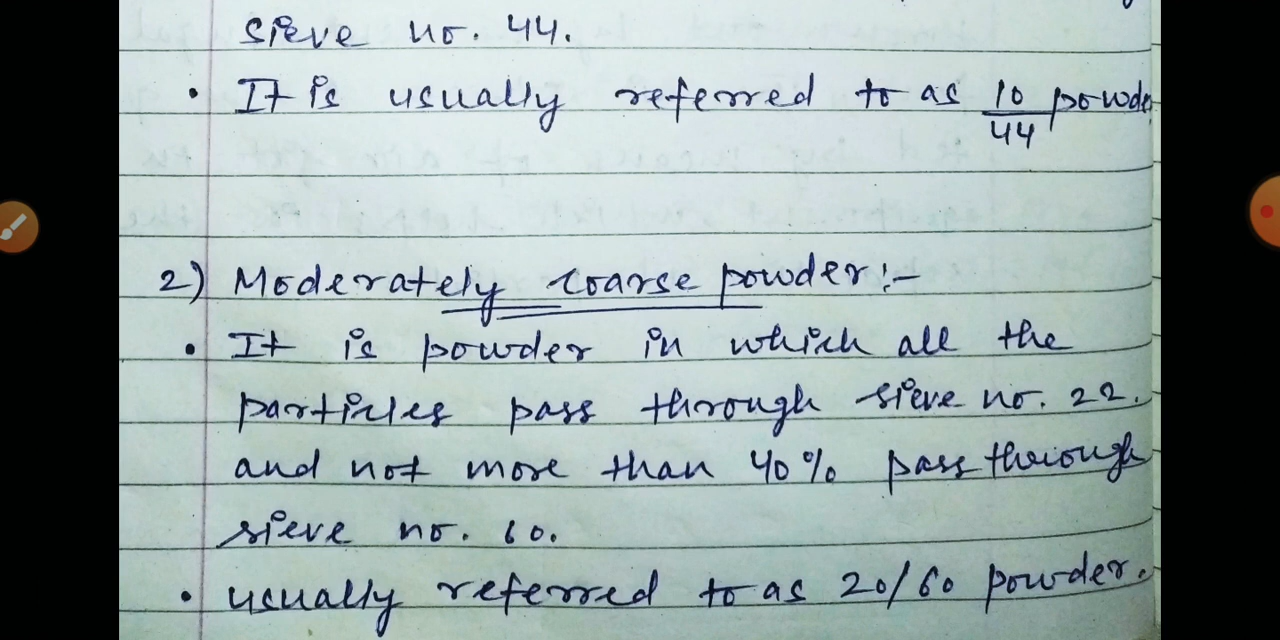 sieve no. 44.
• It is usually referred to as 10/44 powder
2) Moderately coarse powder:-
• It is powder in which all the
particles pass through sieve no. 22.
and not more than 40% pass through
sieve no. 60.
• usually referred to as 20/60 powder.